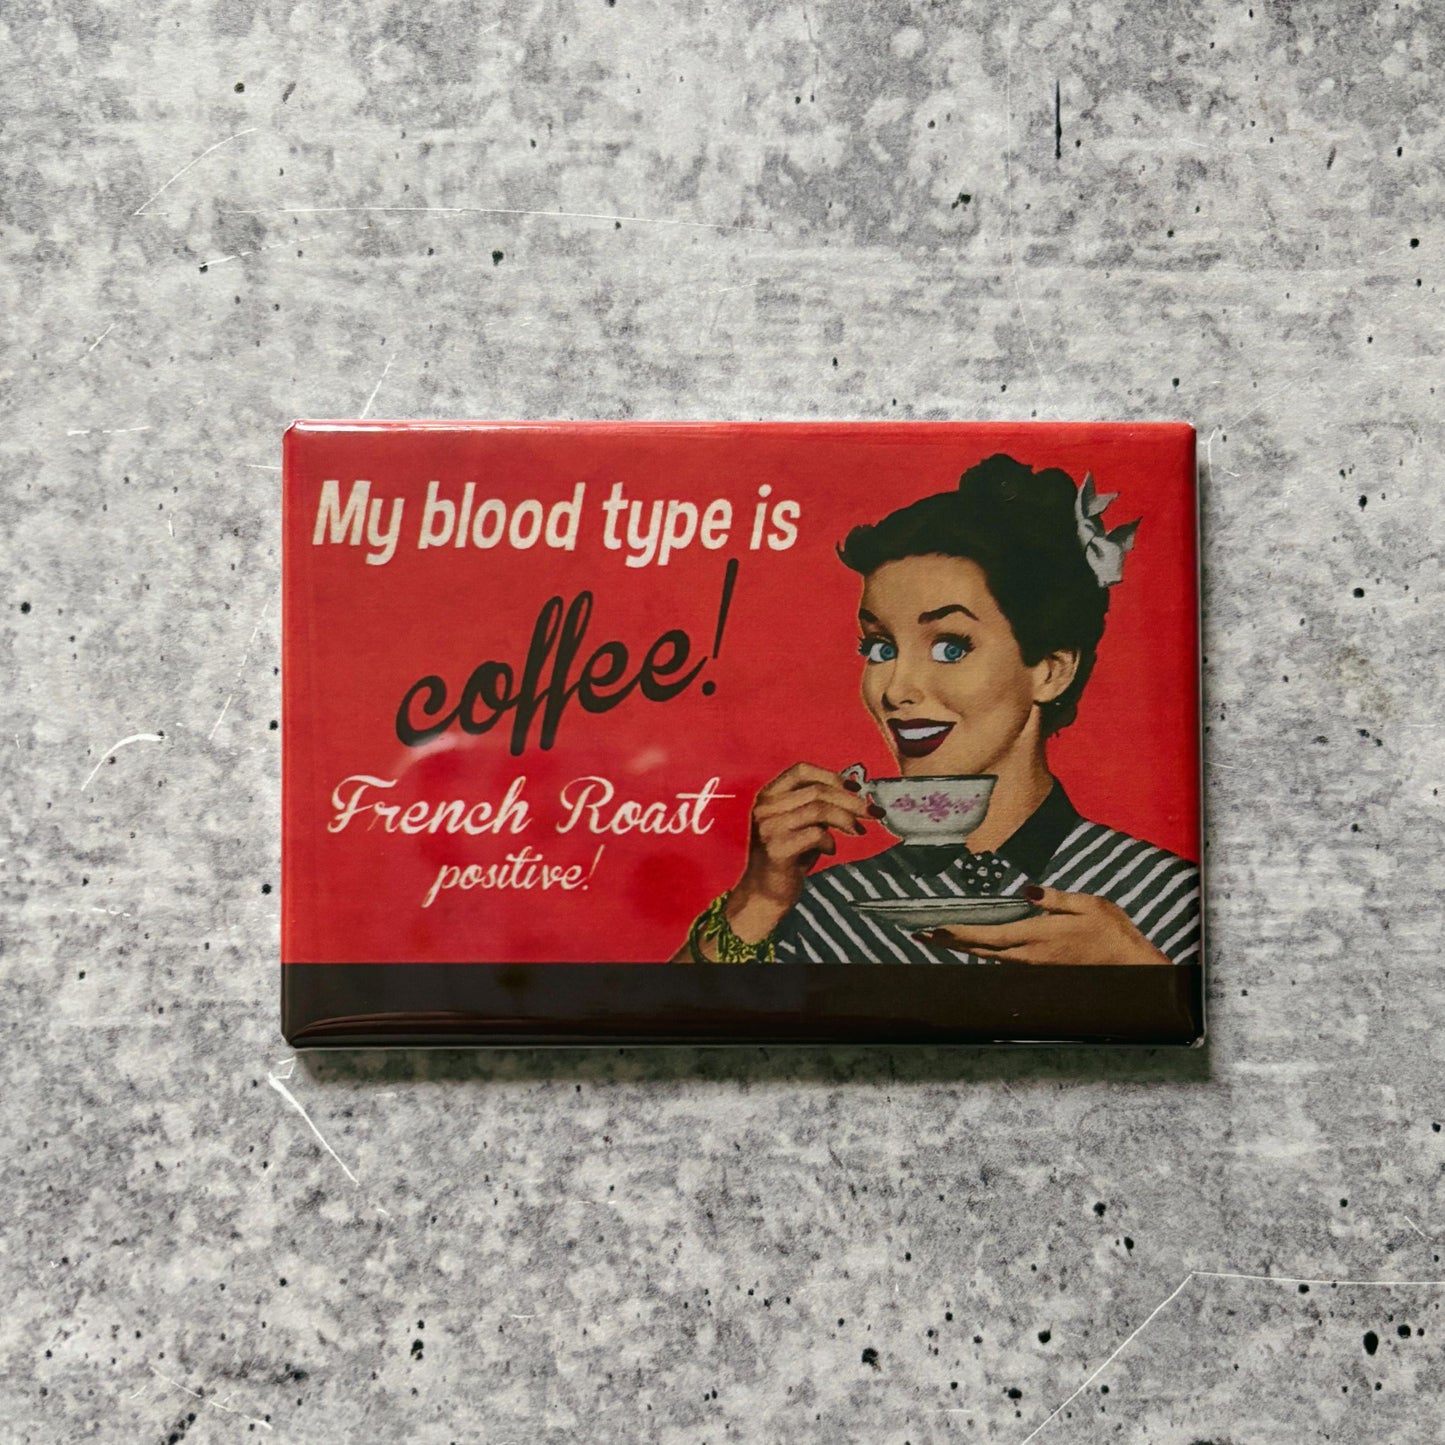 My blood type is
coffee!
French Roast
positive!